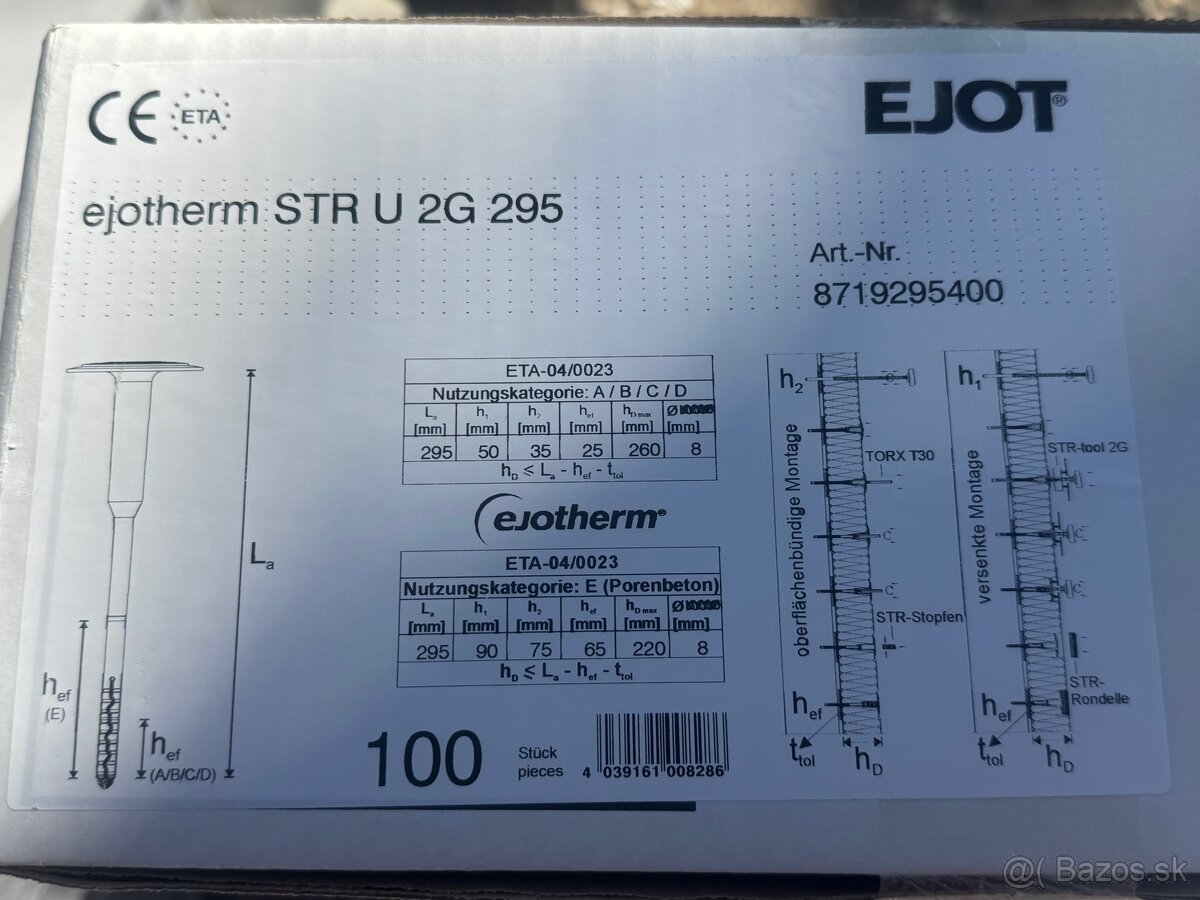 CE ETA
EJOT®
ejotherm STR U 2G 295
Art.-Nr.
8719295400
ETA-04/0023
Nutzungskategorie: A / B / C / D
La h1 h2 hef hD max Ø
[mm] [mm] [mm] [mm] [mm] [mm]
295 50 35 25 260 8
hD ≤ La - hef - ttol
ejotherm®
ETA-04/0023
Nutzungskategorie: E (Porenbeton)
La h1 h2 hef hD max Ø
[mm] [mm] [mm] [mm] [mm] [mm]
295 90 75 65 220 8
hD ≤ La - hef - ttol
La
hef
(E)
hef
(A/B/C/D)
100
Stück
pieces
4 039161 008286
h2
oberflächenbündige Montage
TORX T30
STR-Stopfen
hef
ttol
hD
h1
versenkte Montage
STR-tool 2G
STR-
Rondelle
hef
ttol
hD
@( Bazos.sk